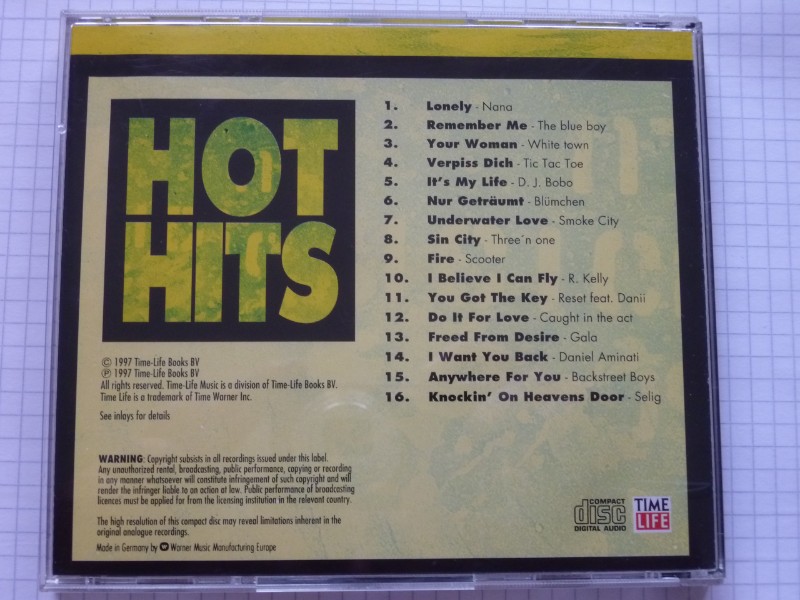 HOT
HITS
1. Lonely - Nana
2. Remember Me - The blue boy
3. Your Woman - White town
4. Verpiss Dich - Tic Tac Toe
5. It's My Life - D. J. Bobo
6. Nur Geträumt - Blümchen
7. Underwater Love - Smoke City
8. Sin City - Three´n one
9. Fire - Scooter
10. I Believe I Can Fly - R. Kelly
11. You Got The Key - Reset feat. Danii
12. Do It For Love - Caught in the act
13. Freed From Desire - Gala
14. I Want You Back - Daniel Aminati
15. Anywhere For You - Backstreet Boys
16. Knockin' On Heavens Door - Selig
© 1997 Time-Life Books BV
℗ 1997 Time-Life Books BV
All rights reserved. Time-Life Music is a division of Time-Life Books BV.
Time Life is a trademark of Time Warner Inc.
See inlays for details
WARNING: Copyright subsists in all recordings issued under this label.
Any unauthorized rental, broadcasting, public performance, copying or recording
in any manner whatsoever will constitute infringement of such copyright and will
render the infringer liable to an action at law. Public performance of broadcasting
licences must be applied for from the licensing institution in the relevant country.
The high resolution of this compact disc may reveal limitations inherent in the
original analogue recordings.
Made in Germany by Warner Music Manufacturing Europe
COMPACT
disc
DIGITAL AUDIO
TIME
LIFE